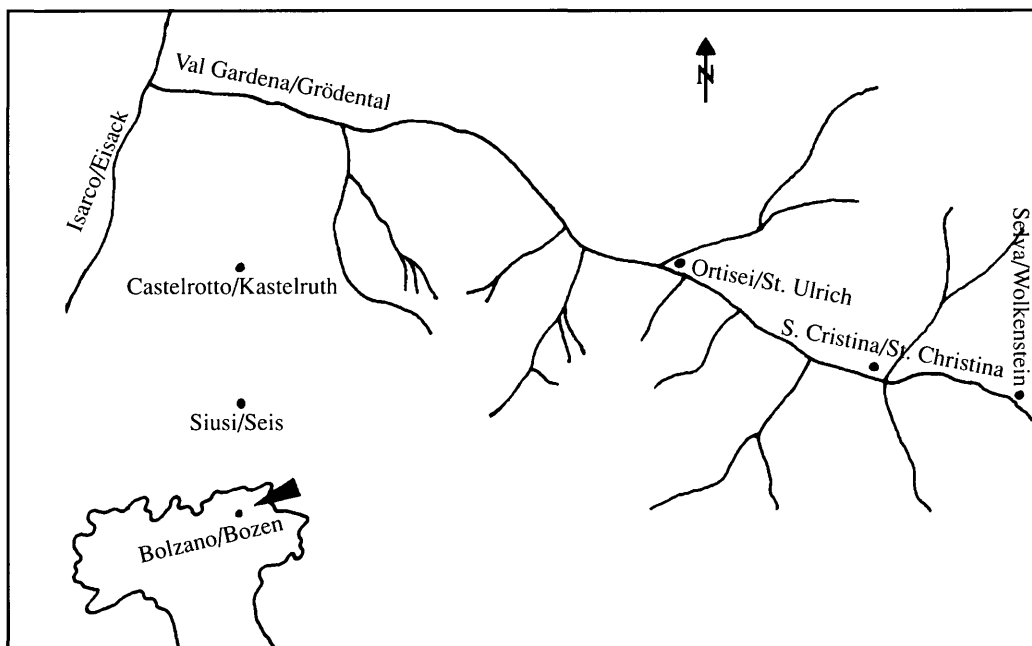 Val Gardena/Grödental
N
Isarco/Eisack
Selva/Wolkenstein
Castelrotto/Kastelruth
Ortisei/St. Ulrich
S. Cristina/St. Christina
Siusi/Seis
Bolzano/Bozen